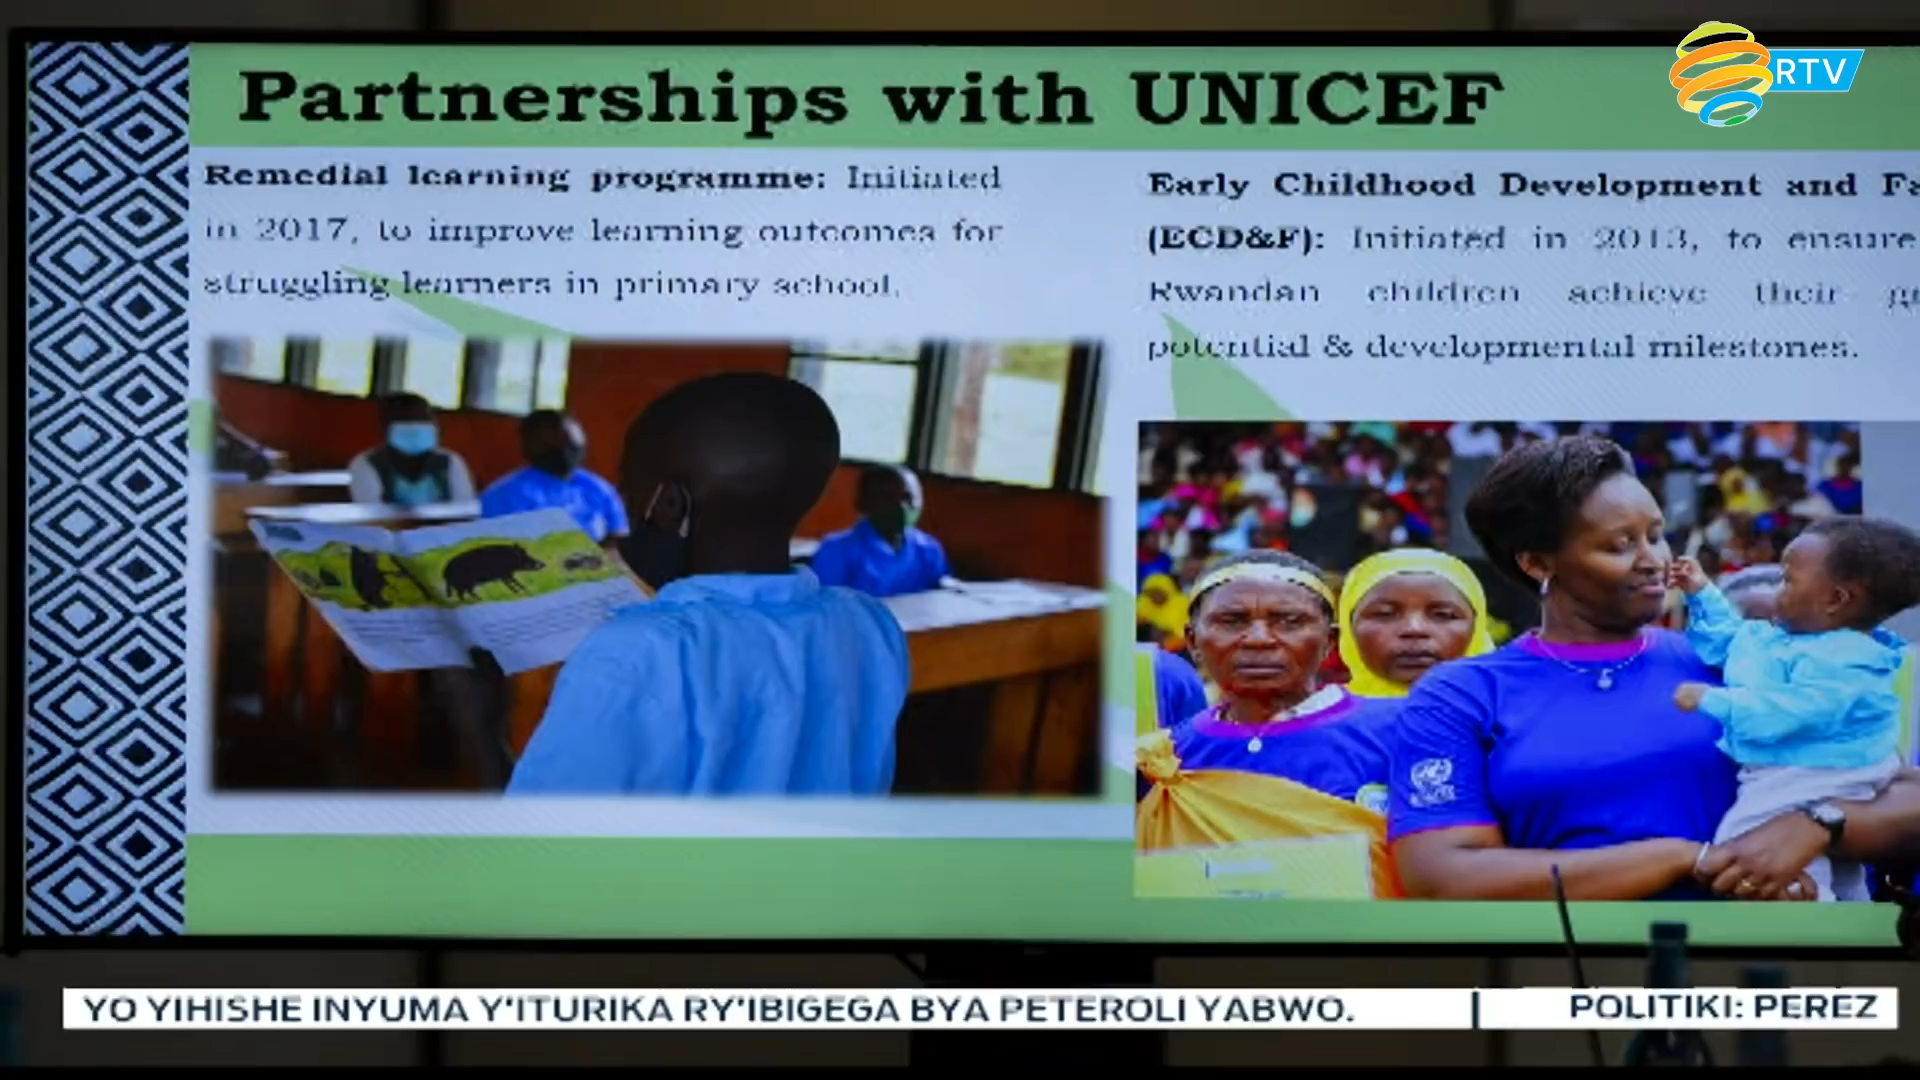 RTV
Partnerships with UNICEF
Remedial learning programme: Initiated
in 2017, to improve learning outcomes for
struggling learners in primary school.
Early Childhood Development and
(ECD&F): Initiated in 2013, to ensure
Rwandan children achieve their
potential & developmental milestones.
YO YIHISHE INYUMA Y'ITURIKA RY'IBIGEGA BYA PETEROLI YABWO. | POLITIKI: PEREZ